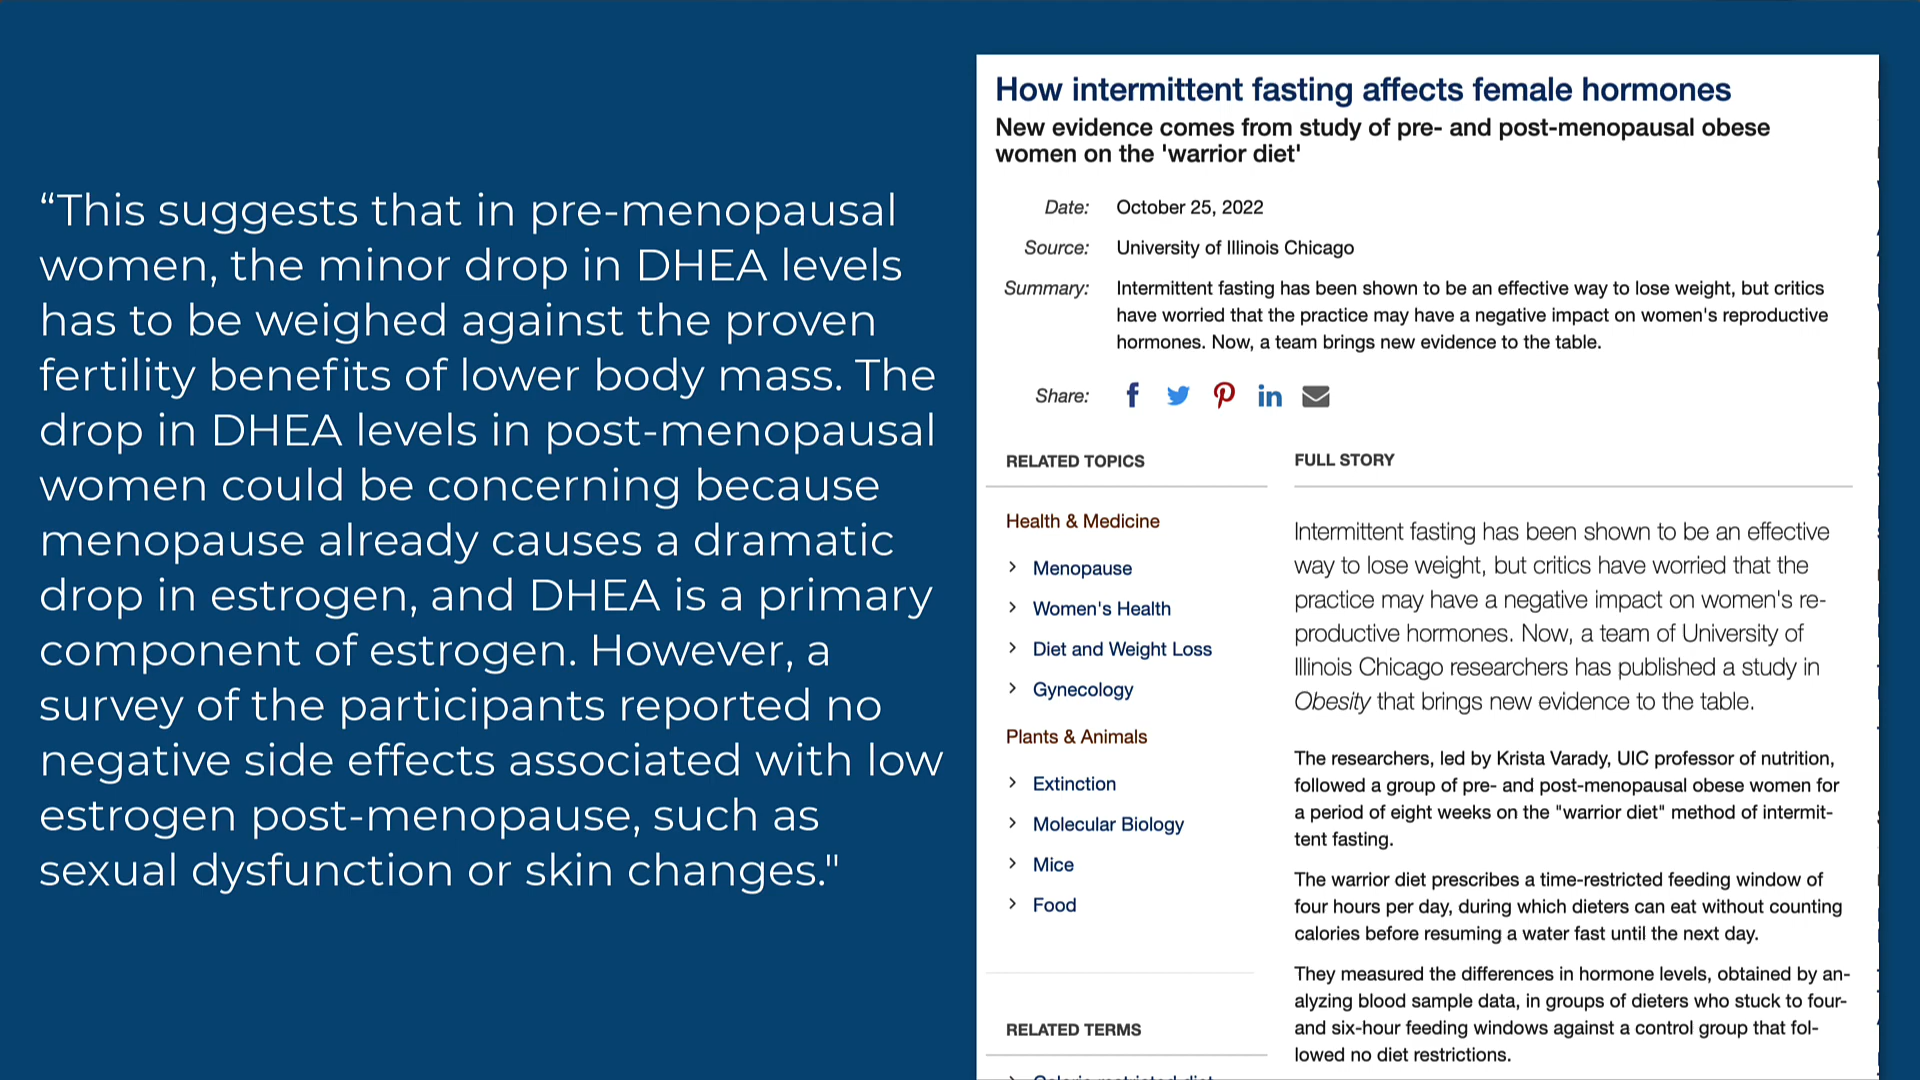 “This suggests that in pre-menopausal
women, the minor drop in DHEA levels
has to be weighed against the proven
fertility benefits of lower body mass. The
drop in DHEA levels in post-menopausal
women could be concerning because
menopause already causes a dramatic
drop in estrogen, and DHEA is a primary
component of estrogen. However, a
survey of the participants reported no
negative side effects associated with low
estrogen post-menopause, such as
sexual dysfunction or skin changes."
How intermittent fasting affects female hormones
New evidence comes from study of pre- and post-menopausal obese
women on the 'warrior diet'
Date: October 25, 2022
Source: University of Illinois Chicago
Summary: Intermittent fasting has been shown to be an effective way to lose weight, but critics
have worried that the practice may have a negative impact on women's reproductive
hormones. Now, a team brings new evidence to the table.
Share:
RELATED TOPICS
Health & Medicine
Menopause
Women's Health
Diet and Weight Loss
Gynecology
Plants & Animals
Extinction
Molecular Biology
Mice
Food
RELATED TERMS
FULL STORY
Intermittent fasting has been shown to be an effective
way to lose weight, but critics have worried that the
practice may have a negative impact on women's re-
productive hormones. Now, a team of University of
Illinois Chicago researchers has published a study in
Obesity that brings new evidence to the table.
The researchers, led by Krista Varady, UIC professor of nutrition,
followed a group of pre- and post-menopausal obese women for
a period of eight weeks on the "warrior diet" method of intermit-
tent fasting.
The warrior diet prescribes a time-restricted feeding window of
four hours per day, during which dieters can eat without counting
calories before resuming a water fast until the next day.
They measured the differences in hormone levels, obtained by an-
alyzing blood sample data, in groups of dieters who stuck to four-
and six-hour feeding windows against a control group that fol-
lowed no diet restrictions.